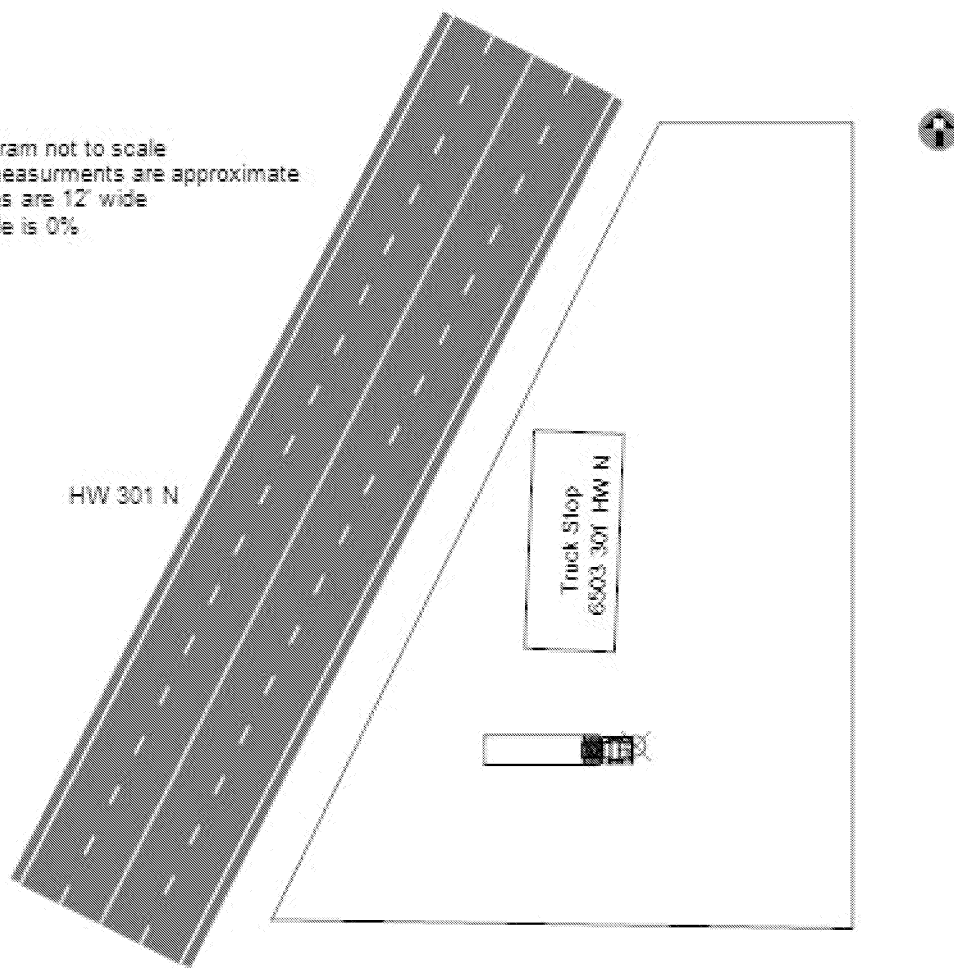 ram not to scale
easurments are approximate
s are 12' wide
e is 0%
HW 301 N
Truck Stop
6503 301 HW N